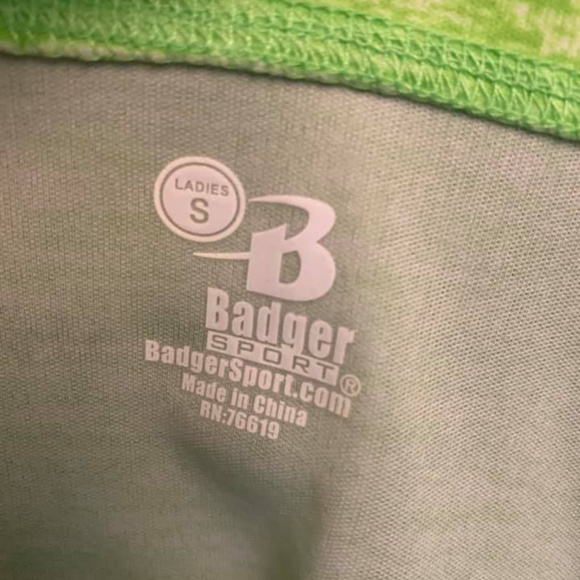 LADIES
S
B
Badger
SPORT®
BadgerSport.com
Made in China
RN:76619